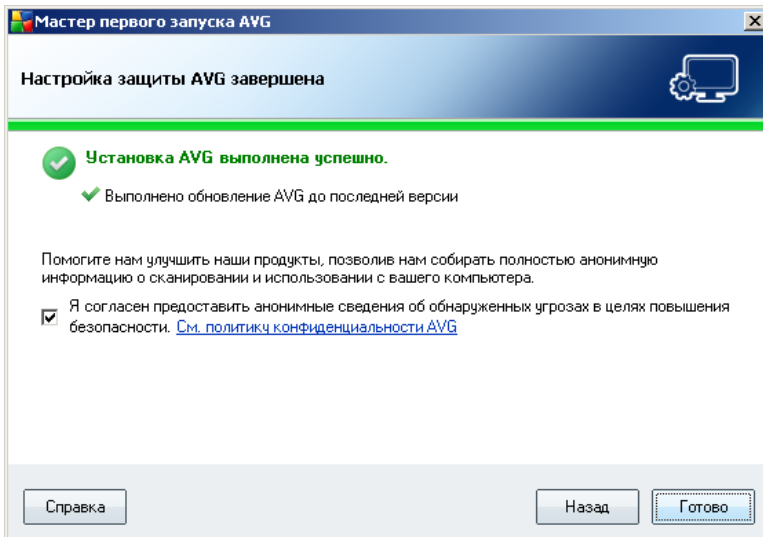 Мастер первого запуска AVG
Настройка защиты AVG завершена
Установка AVG выполнена успешно.
Выполнено обновление AVG до последней версии
Помогите нам улучшить наши продукты, позволив нам собирать полностью анонимную
информацию о сканировании и использовании с вашего компьютера.
Я согласен предоставить анонимные сведения об обнаруженных угрозах в целях повышения
безопасности. См. политику конфиденциальности AVG
Справка
Назад
Готово